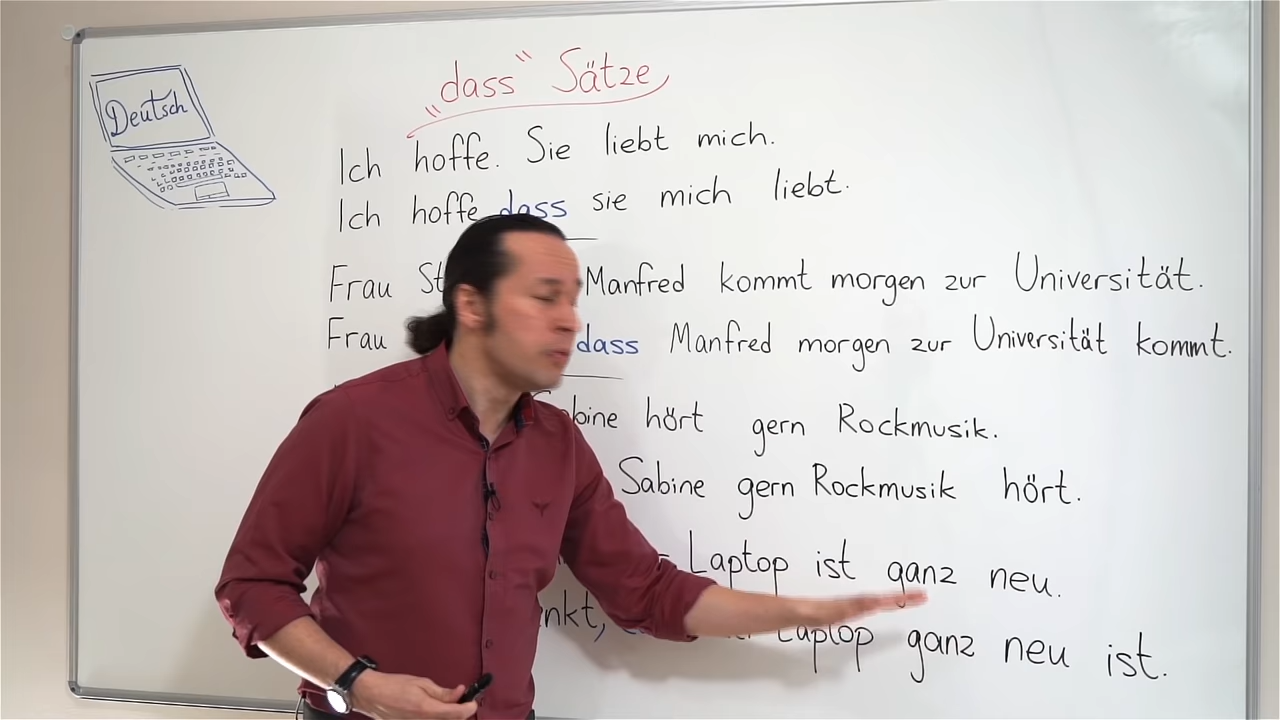 Deutsch
„dass“ Sätze
Ich hoffe. Sie liebt mich.
Ich hoffe dass sie mich liebt.
Frau Manfred kommt morgen zur Universität.
Frau dass Manfred morgen zur Universität kommt.
hört gern Rockmusik.
Sabine gern Rockmusik hört.
Laptop ist ganz neu.
Laptop ganz neu ist.